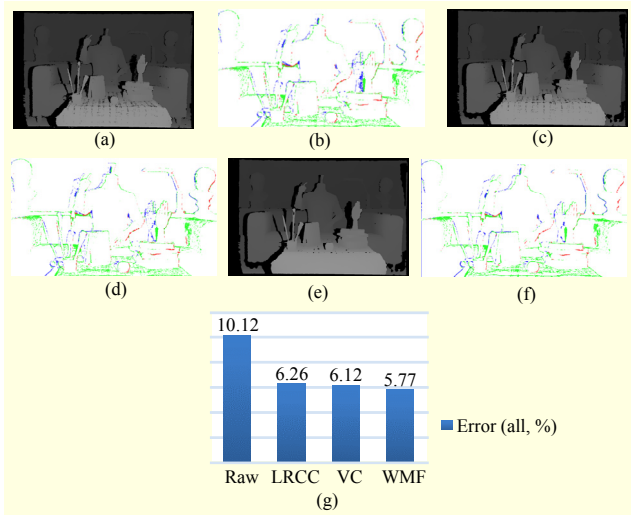 (a)
(b)
(c)
(d)
(e)
(f)
10.12
6.26
6.12
5.77
Error (all, %)
Raw LRCC VC WMF
(g)